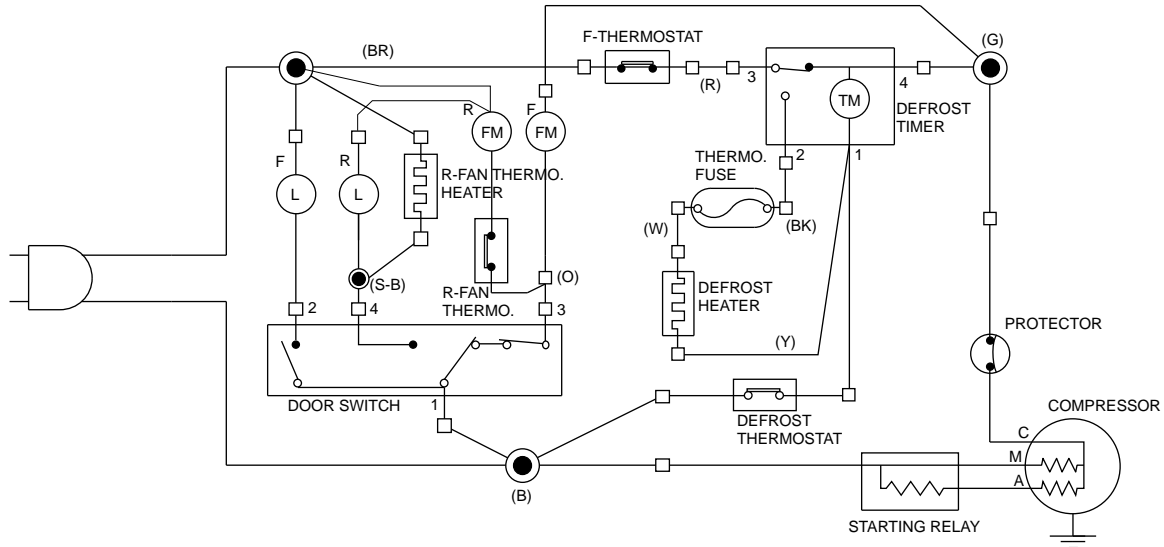 (BR)
F-THERMOSTAT
(G)
3
(R)
4
TM
DEFROST
TIMER
R
FM
F
FM
2
1
THERMO.
FUSE
F
L
R
L
R-FAN THERMO.
HEATER
(W)
(BK)
(S-B)
(O)
R-FAN
THERMO.
DEFROST
HEATER
2
4
3
(Y)
PROTECTOR
DOOR SWITCH
1
DEFROST
THERMOSTAT
COMPRESSOR
C
M
A
(B)
STARTING RELAY